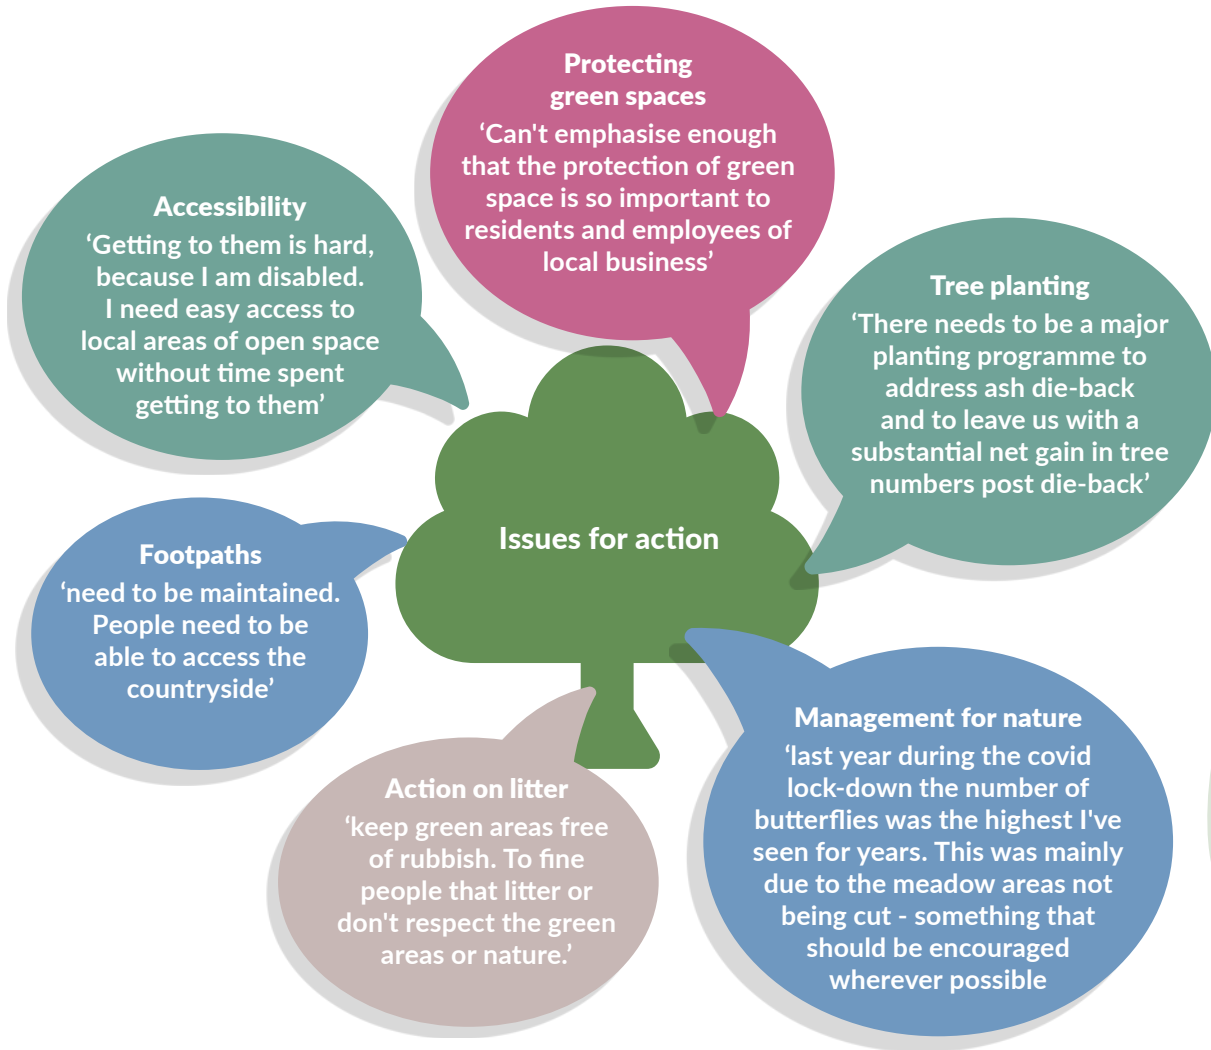 Protecting
green spaces
‘Can't emphasise enough
that the protection of green
space is so important to
residents and employees of
local business’
Accessibility
‘Getting to them is hard,
because I am disabled.
I need easy access to
local areas of open space
without time spent
getting to them’
Tree planting
‘There needs to be a major
planting programme to
address ash die-back
and to leave us with a
substantial net gain in tree
numbers post die-back’
Issues for action
Footpaths
‘need to be maintained.
People need to be
able to access the
countryside’
Management for nature
‘last year during the covid
lock-down the number of
butterflies was the highest I've
seen for years. This was mainly
due to the meadow areas not
being cut - something that
should be encouraged
wherever possible
Action on litter
‘keep green areas free
of rubbish. To fine
people that litter or
don't respect the green
areas or nature.’